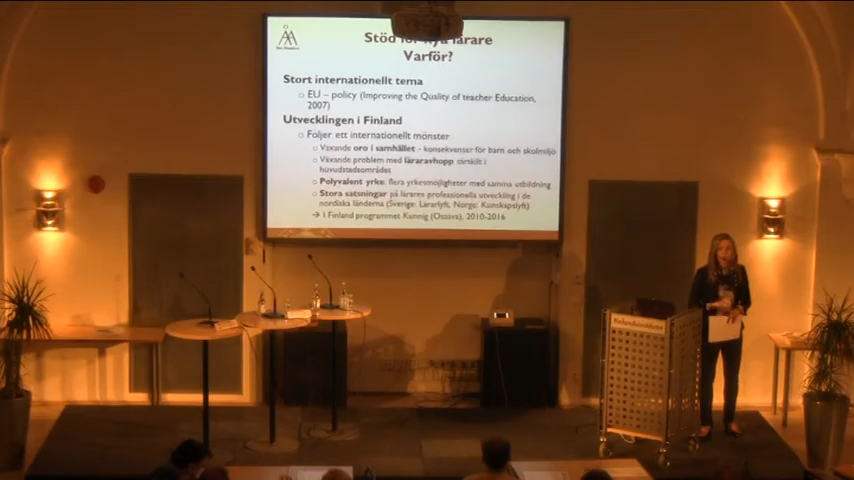 Stöd för nya lärare
Varför?
Stort internationellt tema
EU – policy (Improving the Quality of teacher Education,
2007)
Utvecklingen i Finland
Följer ett internationellt mönster
Växande oro i samhället - konsekvenser för barn och skolmiljö
Växande problem med läraravhopp särskilt i
huvudstadsområdet
Polyvalent yrke: flera yrkesmöjligheter med samma utbildning
Stora satsningar på lärares professionella utveckling i de
nordiska länderna (Sverige: Lärarlyft, Norge: Kunskapsløft)
→ I Finland programmet Kunnig (Osaava), 2010-2016